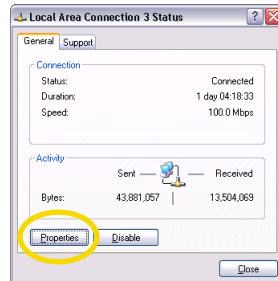 Local Area Connection 3 Status
General Support
Connection
Status: Connected
Duration: 1 day 04:18:33
Speed: 100.0 Mbps
Activity
Sent — — Received
Bytes: 43,881,057 | 13,504,069
Properties Disable
Close